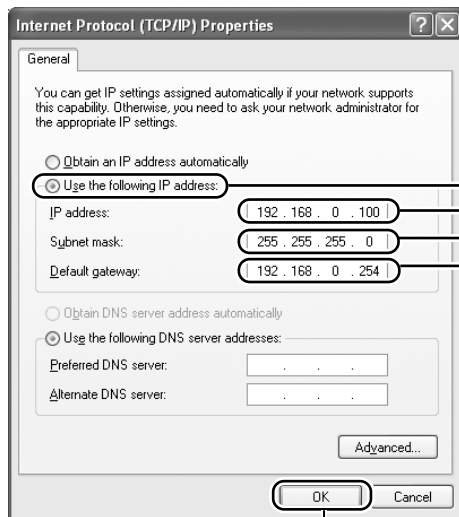 Internet Protocol (TCP/IP) Properties
General
You can get IP settings assigned automatically if your network supports
this capability. Otherwise, you need to ask your network administrator for
the appropriate IP settings.
Obtain an IP address automatically
Use the following IP address:
IP address: 192 . 168 . 0 . 100
Subnet mask: 255 . 255 . 255 . 0
Default gateway: 192 . 168 . 0 . 254
Obtain DNS server address automatically
Use the following DNS server addresses:
Preferred DNS server: . . .
Alternate DNS server: . . .
Advanced...
OK Cancel